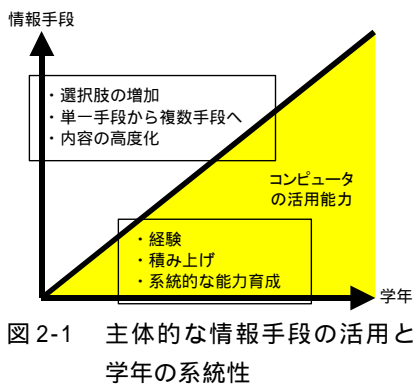 情報手段
・選択肢の増加
・単一手段から複数手段へ
・内容の高度化
コンピュータ
の活用能力
・経験
・積み上げ
・系統的な能力育成
学年
図2-1 主体的な情報手段の活用と
学年の系統性